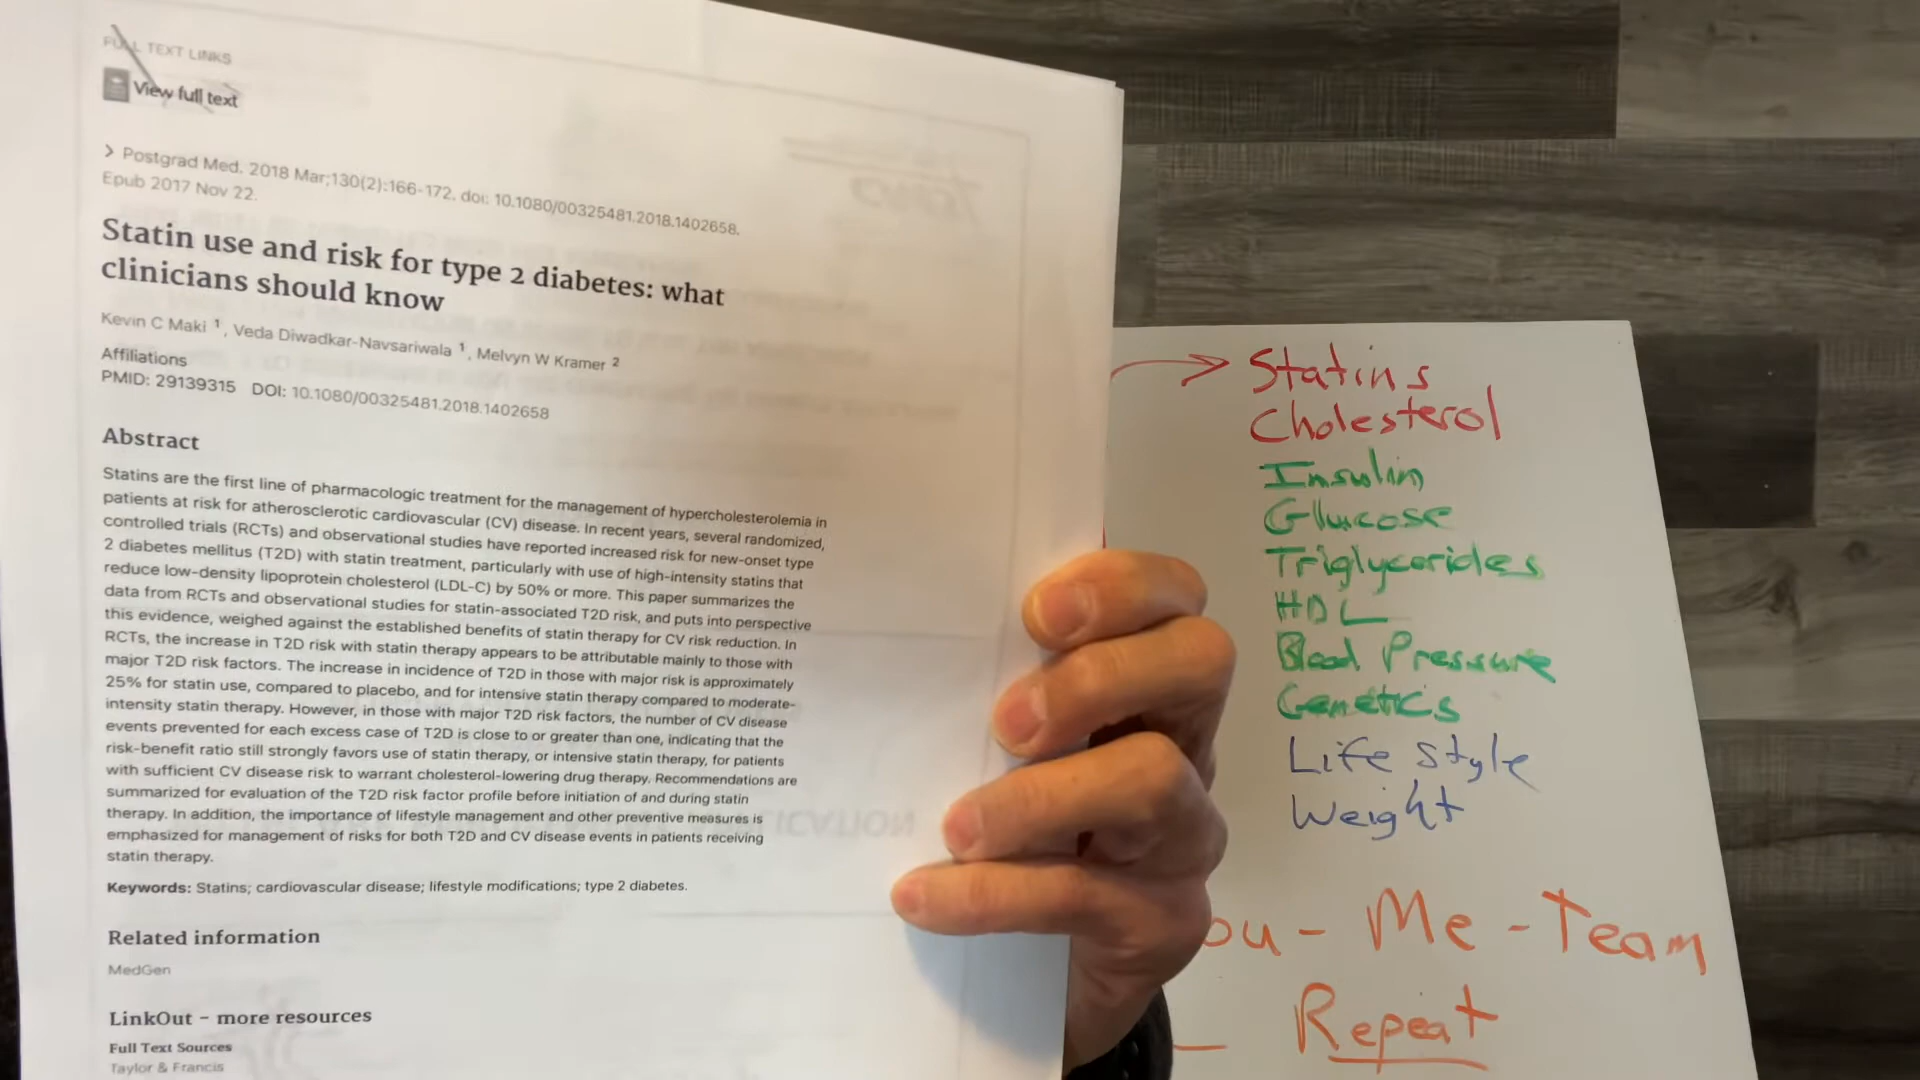 FULL TEXT LINKS
View full text
> Postgrad Med. 2018 Mar;130(2):166-172. doi: 10.1080/00325481.2018.1402658.
Epub 2017 Nov 22.
Statin use and risk for type 2 diabetes: what
clinicians should know
Kevin C Maki 1, Veda Diwadkar-Navsariwala 1, Melvyn W Kramer 2
Affiliations
PMID: 29139315 DOI: 10.1080/00325481.2018.1402658
Abstract
Statins are the first line of pharmacologic treatment for the management of hypercholesterolemia in
patients at risk for atherosclerotic cardiovascular (CV) disease. In recent years, several randomized,
controlled trials (RCTs) and observational studies have reported increased risk for new-onset type
2 diabetes mellitus (T2D) with statin treatment, particularly with use of high-intensity statins that
reduce low-density lipoprotein cholesterol (LDL-C) by 50% or more. This paper summarizes the
data from RCTs and observational studies for statin-associated T2D risk, and puts into perspective
this evidence, weighed against the established benefits of statin therapy for CV risk reduction. In
RCTs, the increase in T2D risk with statin therapy appears to be attributable mainly to those with
major T2D risk factors. The increase in incidence of T2D in those with major risk is approximately
25% for statin use, compared to placebo, and for intensive statin therapy compared to moderate-
intensity statin therapy. However, in those with major T2D risk factors, the number of CV disease
events prevented for each excess case of T2D is close to or greater than one, indicating that the
risk-benefit ratio still strongly favors use of statin therapy, or intensive statin therapy, for patients
with sufficient CV disease risk to warrant cholesterol-lowering drug therapy. Recommendations are
summarized for evaluation of the T2D risk factor profile before initiation of and during statin
therapy. In addition, the importance of lifestyle management and other preventive measures is
emphasized for management of risks for both T2D and CV disease events in patients receiving
statin therapy.
Keywords: Statins; cardiovascular disease; lifestyle modifications; type 2 diabetes.
Related information
MedGen
LinkOut - more resources
Full Text Sources
Taylor & Francis
Statins
Cholesterol
Insulin
Glucose
Triglycerides
HDL
Blood Pressure
Genetics
Life Style
Weight
ou - Me - Team
Repeat